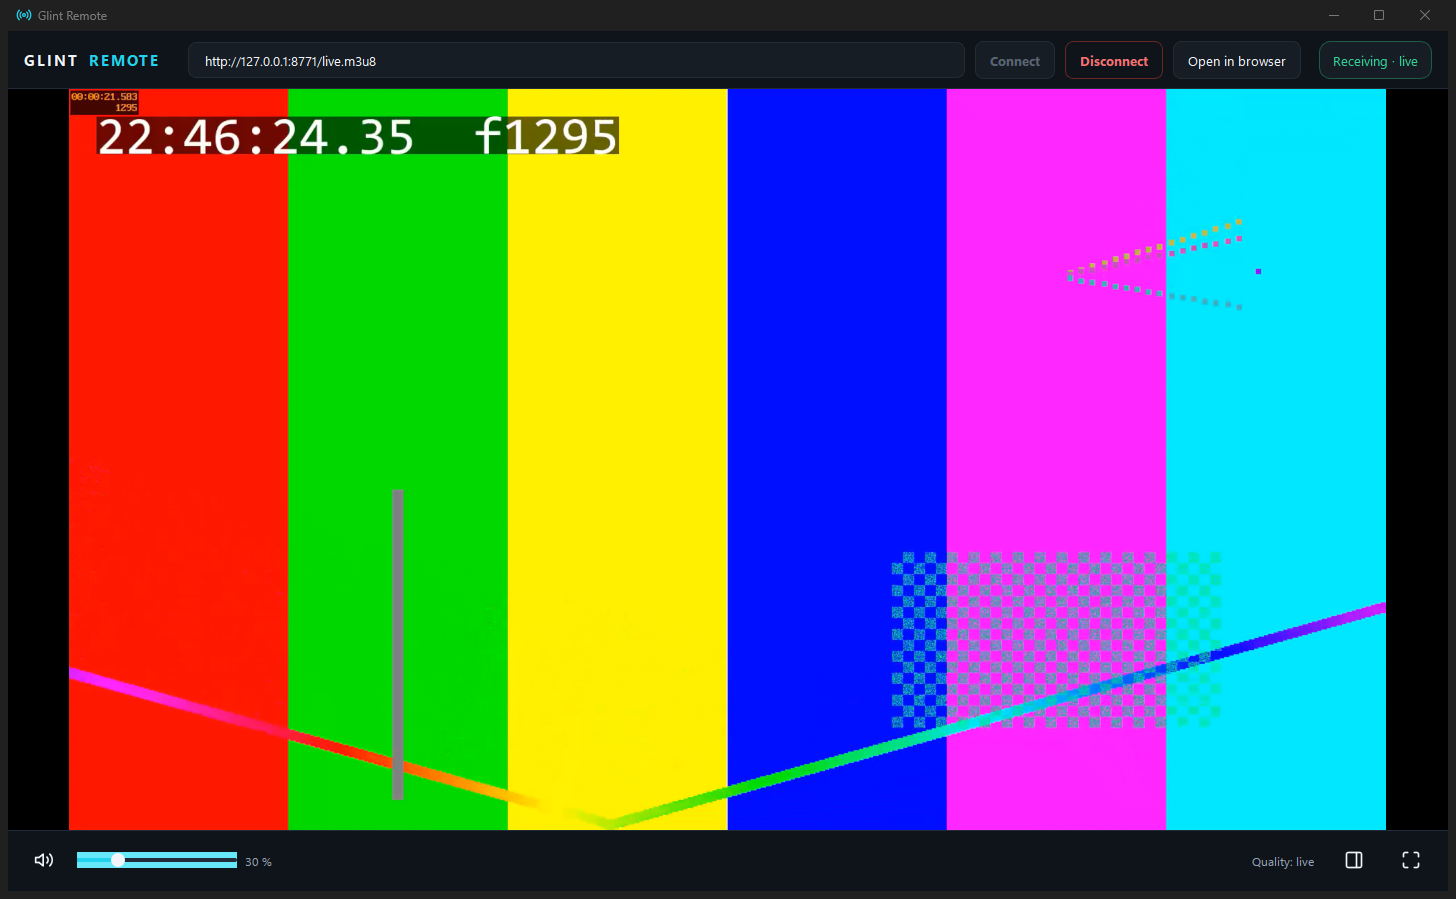 Glint Remote
GLINT REMOTE
http://127.0.0.1:8771/live.m3u8
Connect
Disconnect
Open in browser
Receiving · live
00:00:21.583
1295
22:46:24.35 f1295
30 %
Quality: live